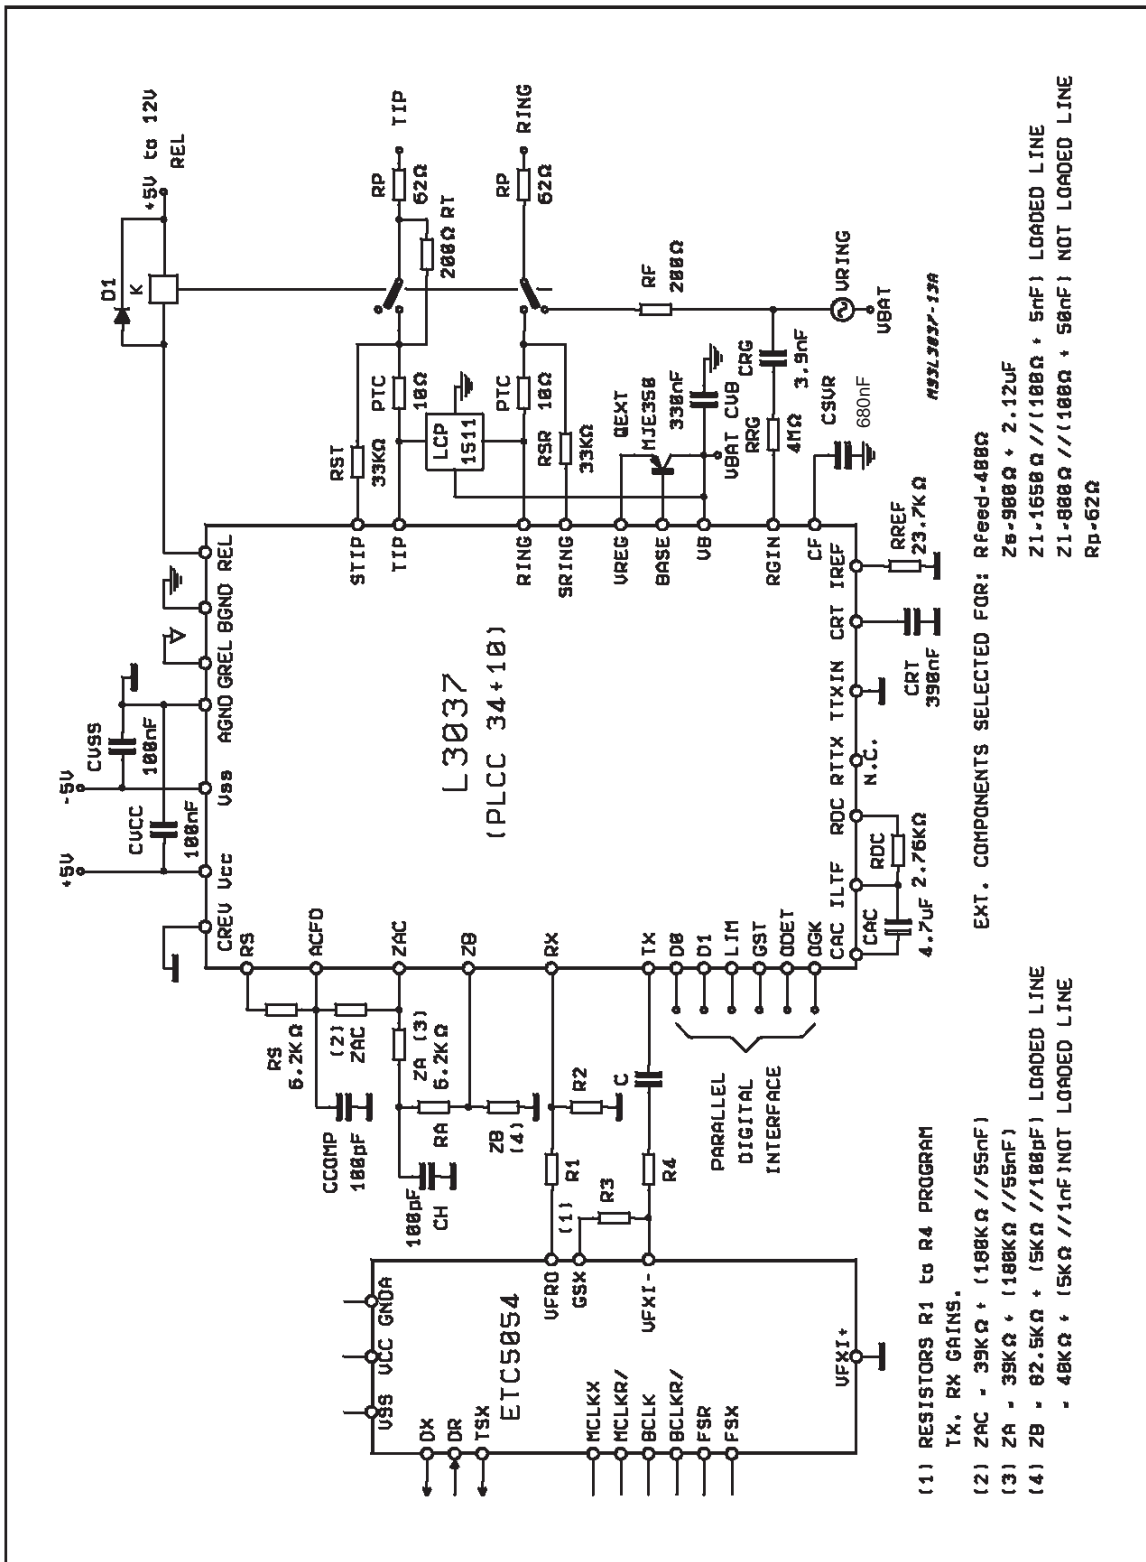 +5V to 12V
REL
D1
K
TIP
RP
62Ω
200Ω RT
RING
RP
62Ω
RF
200Ω
VRING
VBAT
RST
33KΩ
PTC
10Ω
LCP
1511
PTC
10Ω
RSR
33KΩ
QEXT
MJE350
330nF
VBAT CVB
CRG
3.9nF
RRG
4MΩ
CSVR
680nF
M93L3037-13A
-5V
CVSS
100nF
+5V
CVCC
100nF
CREV
Vcc
Vss
AGND
GREL
BGND
REL
STIP
TIP
RING
SRING
VREG
BASE
VB
RGIN
CF
L3037
(PLCC 34+10)
RS
ACFD
ZAC
ZB
RX
TX
D0
D1
LIM
GST
ODET
OGK
CAC
ILTF
RDC
RTTX
TTXIN
CRT
IREF
N.C.
CAC
4.7uF
RDC
2.76KΩ
CRT
390nF
RREF
23.7KΩ
RS
6.2KΩ
(2)
ZAC
ZA (3)
6.2KΩ
CCOMP
100pF
100pF
CH
RA
ZB
(4)
R1
(1)
R2
R3
R4
C
PARALLEL
DIGITAL
INTERFACE
ETC5054
VSS
VCC
GNDA
DX
DR
TSX
MCLKX
MCLKR/
BCLK
BCLKR/
FSR
FSX
VFRO
GSX
VFXI-
VFXI+
(1) RESISTORS R1 to R4 PROGRAM
TX, RX GAINS.
(2) ZAC = 39KΩ + (180KΩ //55nF)
(3) ZA = 39KΩ + (180KΩ //55nF)
(4) ZB = 82.5KΩ + (5KΩ //100pF) LOADED LINE
= 40KΩ + (5KΩ //1nF)NOT LOADED LINE
EXT. COMPONENTS SELECTED FOR: Rfeed=400Ω
Zs=900Ω + 2.12uF
Zl=1650Ω //(100Ω + 5nF) LOADED LINE
Zl=800Ω //(100Ω + 50nF) NOT LOADED LINE
Rp=62Ω